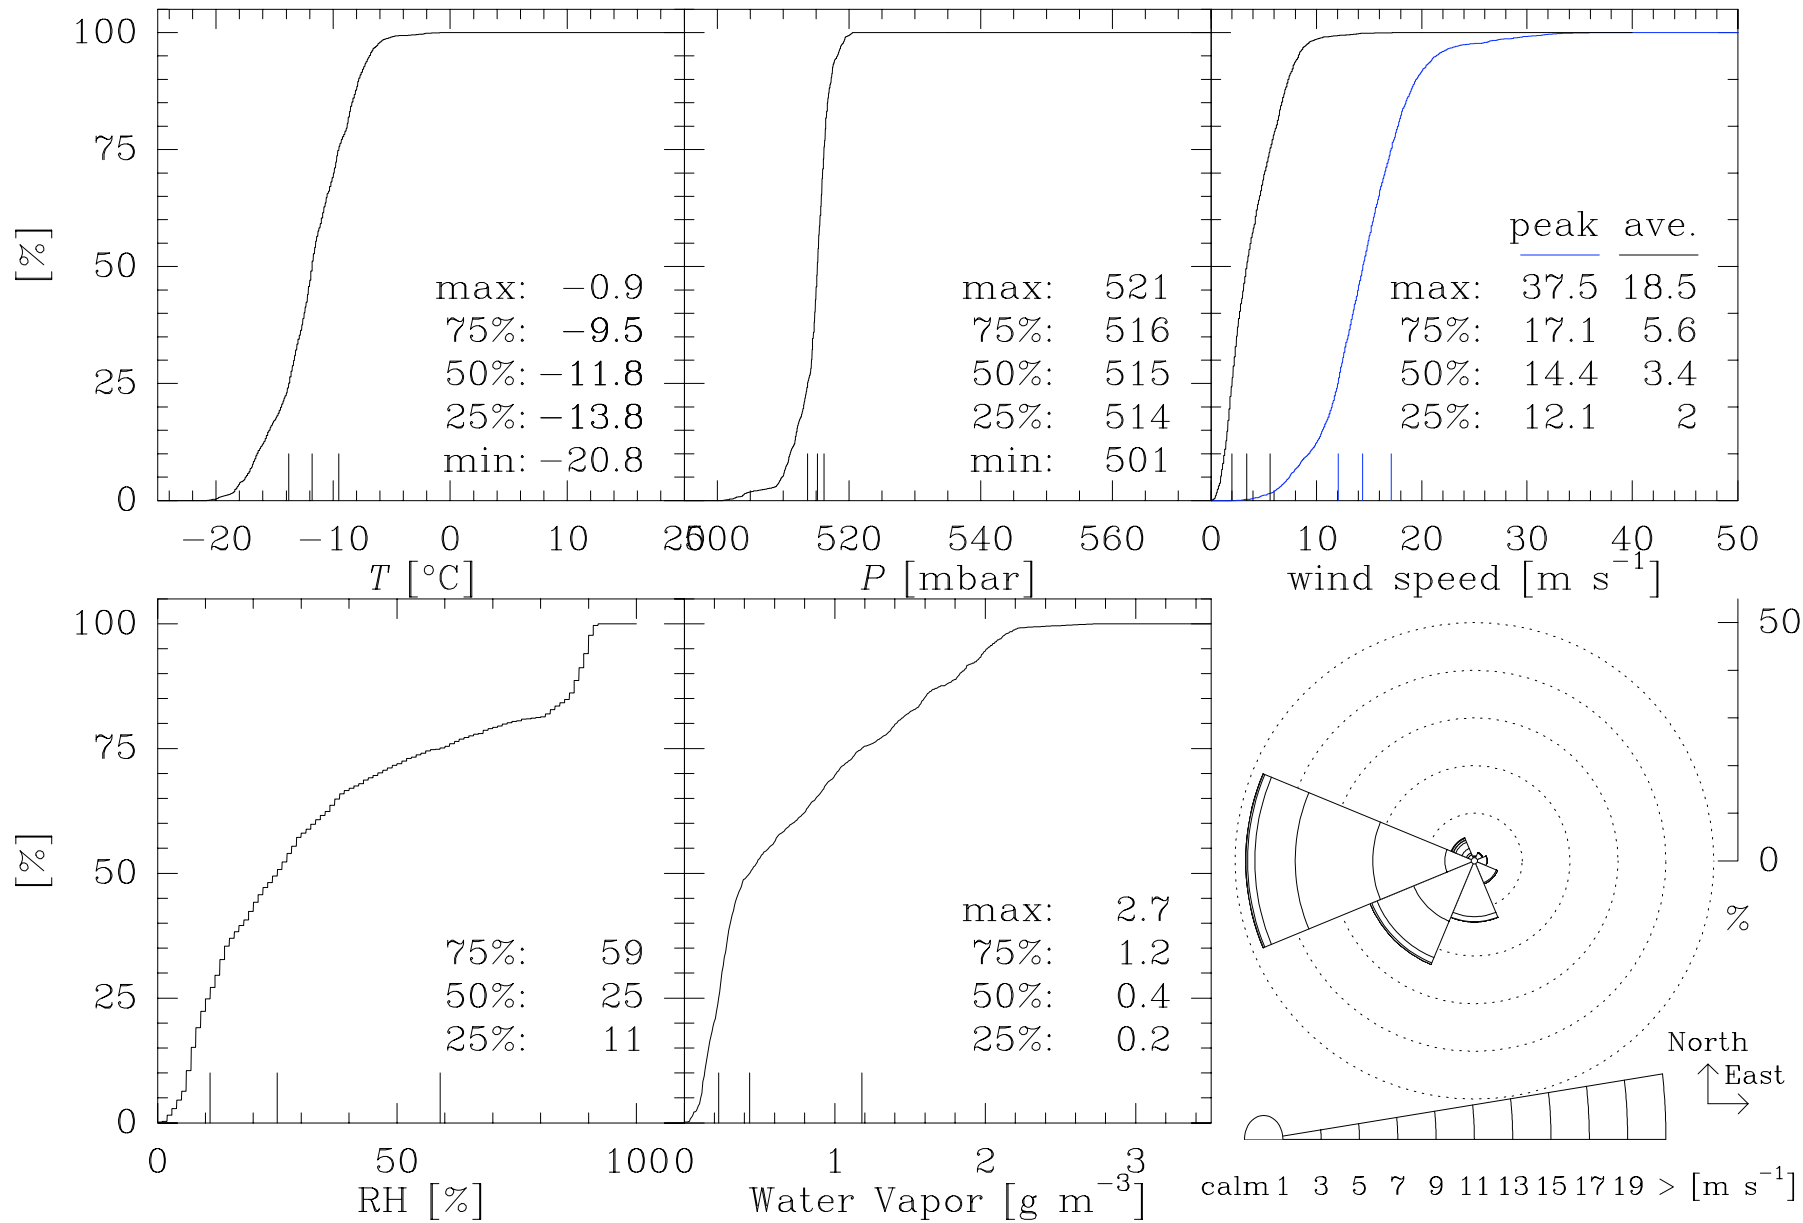 100
75
50
25
0
[%]
max: −0.9
75%: −9.5
50%: −11.8
25%: −13.8
min: −20.8
−20 −10 0 10 20
T [°C]
max: 521
75%: 516
50%: 515
25%: 514
min: 501
500 520 540 560
P [mbar]
peak ave.
max: 37.5 18.5
75%: 17.1 5.6
50%: 14.4 3.4
25%: 12.1 2
0 10 20 30 40 50
wind speed [m s−1]
100
75
50
25
0
[%]
75%: 59
50%: 25
25%: 11
0 50 100
RH [%]
max: 2.7
75%: 1.2
50%: 0.4
25%: 0.2
0 1 2 3
Water Vapor [g m−3]
50
0
%
North
East
calm 1 3 5 7 9 11 13 15 17 19 > [m s−1]